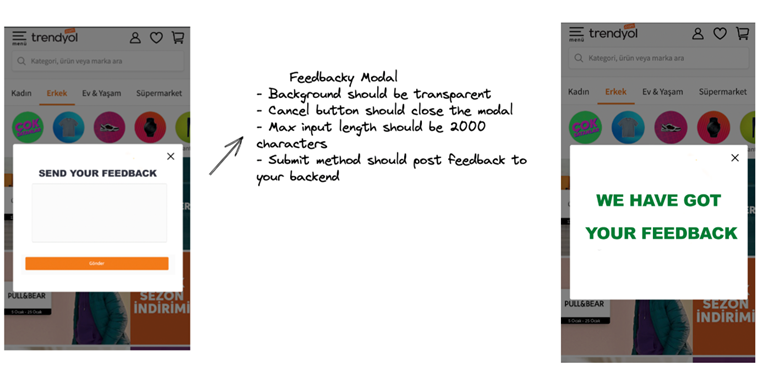 menü
trendyol
Kategori, ürün veya marka ara
Kadın Erkek Ev & Yaşam Süpermarket
ÇOK
SEND YOUR FEEDBACK
Gönder
PULL&BEAR
SEZON
İNDİRİMİ
Feedbacky Modal
- Background should be transparent
- Cancel button should close the modal
- Max input length should be 2000
characters
- Submit method should post feedback to
your backend
menü
trendyol
Kategori, ürün veya marka ara
Kadın Erkek Ev & Yaşam Süpermarket
ÇOK
WE HAVE GOT
YOUR FEEDBACK
PULL&BEAR
SEZON
İNDİRİMİ